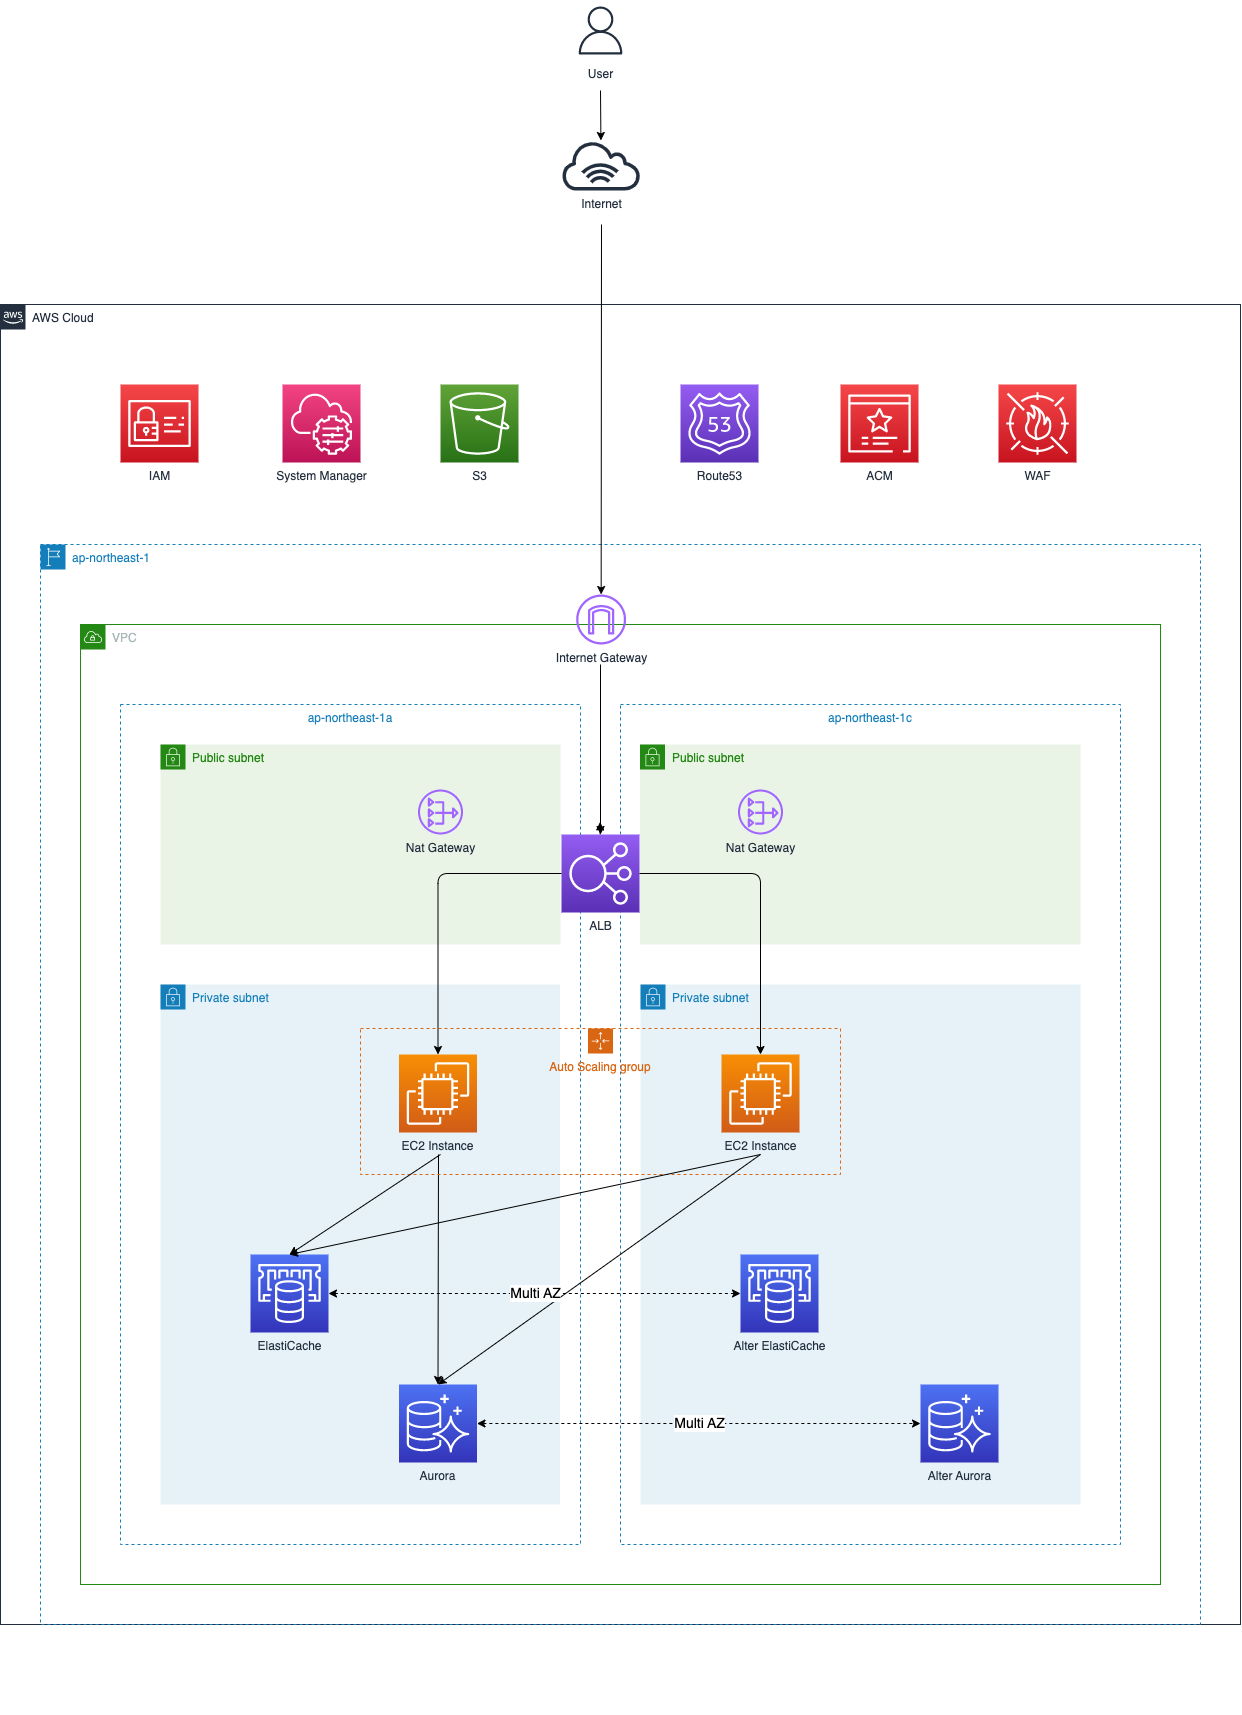 User
Internet
aws
AWS Cloud
IAM
System Manager
S3
53
Route53
ACM
WAF
ap-northeast-1
VPC
Internet Gateway
ap-northeast-1a
ap-northeast-1c
Public subnet
Public subnet
Nat Gateway
Nat Gateway
ALB
Private subnet
Private subnet
Auto Scaling group
EC2 Instance
EC2 Instance
Multi AZ
ElastiCache
Alter ElastiCache
Multi AZ
Aurora
Alter Aurora